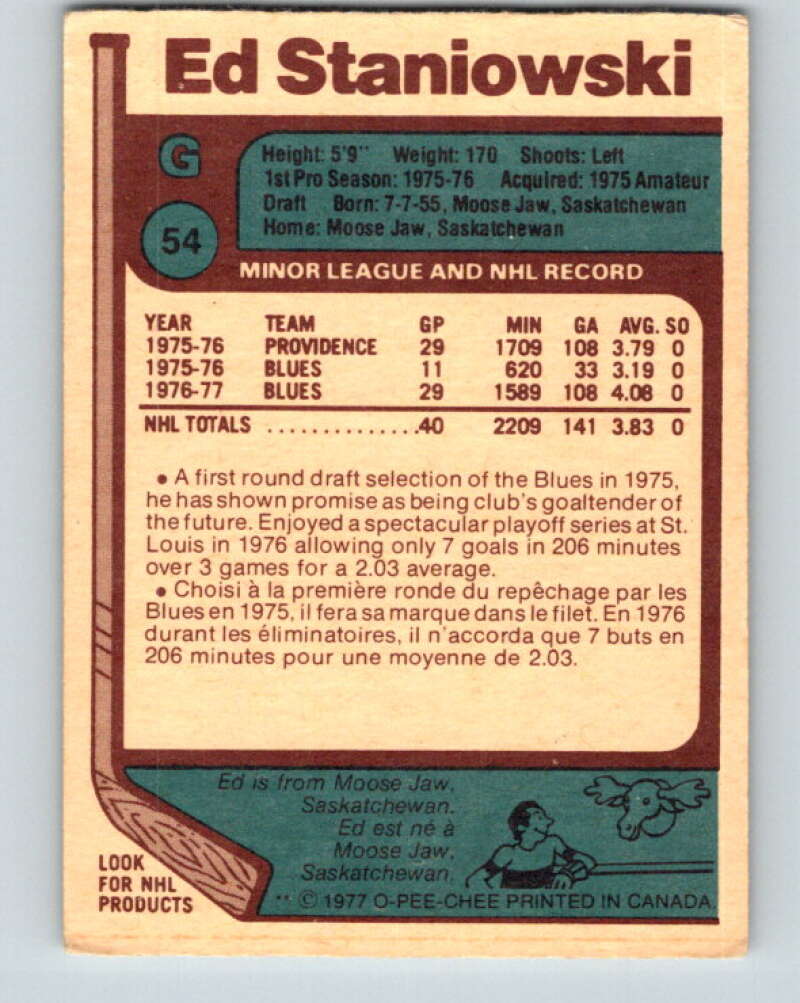 Ed Staniowski
G
Height: 5'9" Weight: 170 Shoots: Left
1st Pro Season: 1975-76 Acquired: 1975 Amateur
Draft Born: 7-7-55, Moose Jaw, Saskatchewan
Home: Moose Jaw, Saskatchewan
54
MINOR LEAGUE AND NHL RECORD
YEAR TEAM GP MIN GA AVG. SO
1975-76 PROVIDENCE 29 1709 108 3.79 0
1975-76 BLUES 11 620 33 3.19 0
1976-77 BLUES 29 1589 108 4.08 0
NHL TOTALS ..............40 2209 141 3.83 0
• A first round draft selection of the Blues in 1975,
he has shown promise as being club's goaltender of
the future. Enjoyed a spectacular playoff series at St.
Louis in 1976 allowing only 7 goals in 206 minutes
over 3 games for a 2.03 average.
• Choisi à la première ronde du repêchage par les
Blues en 1975, il fera sa marque dans le filet. En 1976
durant les éliminatoires, il n'accorda que 7 buts en
206 minutes pour une moyenne de 2.03.
Ed is from Moose Jaw,
Saskatchewan.
Ed est né à
Moose Jaw,
Saskatchewan.
LOOK
FOR NHL
PRODUCTS
** © 1977 O-PEE-CHEE PRINTED IN CANADA.